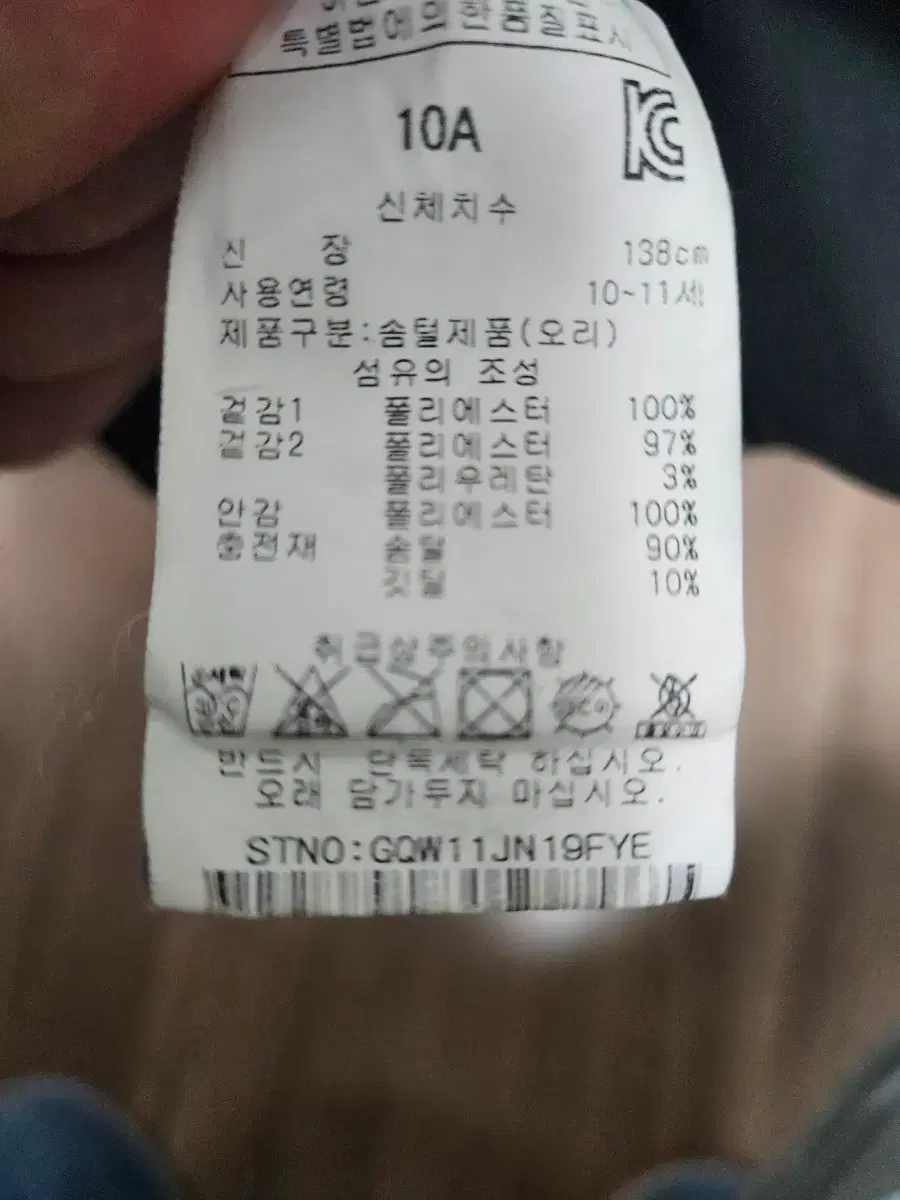 특별법에의한품질표시
10A
신체치수
신 장 138cm
사용연령 10~11세
제품구분:솜털제품(오리)
섬유의 조성
겉감1 폴리에스터 100%
겉감2 폴리에스터 97%
폴리우레탄 3%
안감 폴리에스터 100%
충전재 솜털 90%
깃털 10%
취급상주의사항
손세탁
반드시 단독세탁 하십시오.
오래 담가두지 마십시오.
STNO:GQW11JN19FYE